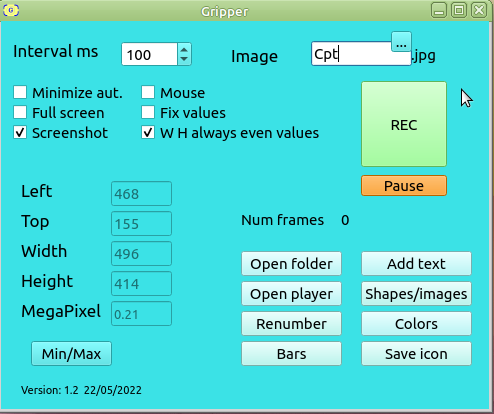 Gripper
Interval ms 100 Image Cpt ... .jpg
Minimize aut. Mouse
Full screen Fix values
Screenshot W H always even values
REC
Pause
Left 468
Top 155
Num frames 0
Width 496
Height 414
MegaPixel 0.21
Open folder Add text
Open player Shapes/images
Renumber Colors
Min/Max Bars Save icon
Version: 1.2 22/05/2022